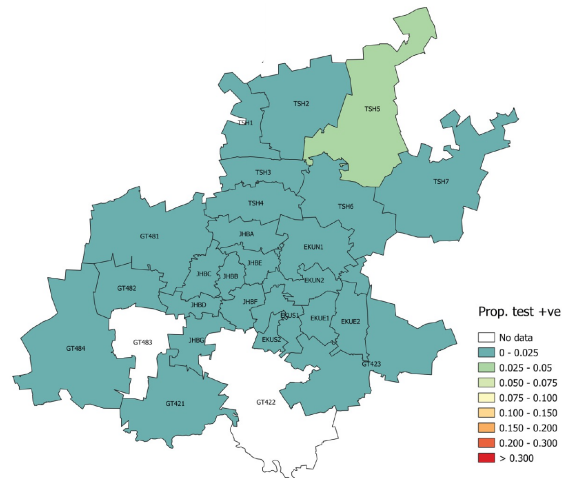 TSH5
TSH2
TSH1
TSH7
TSH3
TSH4
TSH6
GT481
JHBA
EKUN1
JHBE
JHBC
JHBB
EKUN2
GT482
JHBD
JHBF
EKUS1
EKUE1
EKUE2
GT483
JHBG
EKUS2
GT484
GT423
GT421
GT422
Prop. test +ve
No data
0 - 0.025
0.025 - 0.05
0.050 - 0.075
0.075 - 0.100
0.100 - 0.150
0.150 - 0.200
0.200 - 0.300
> 0.300